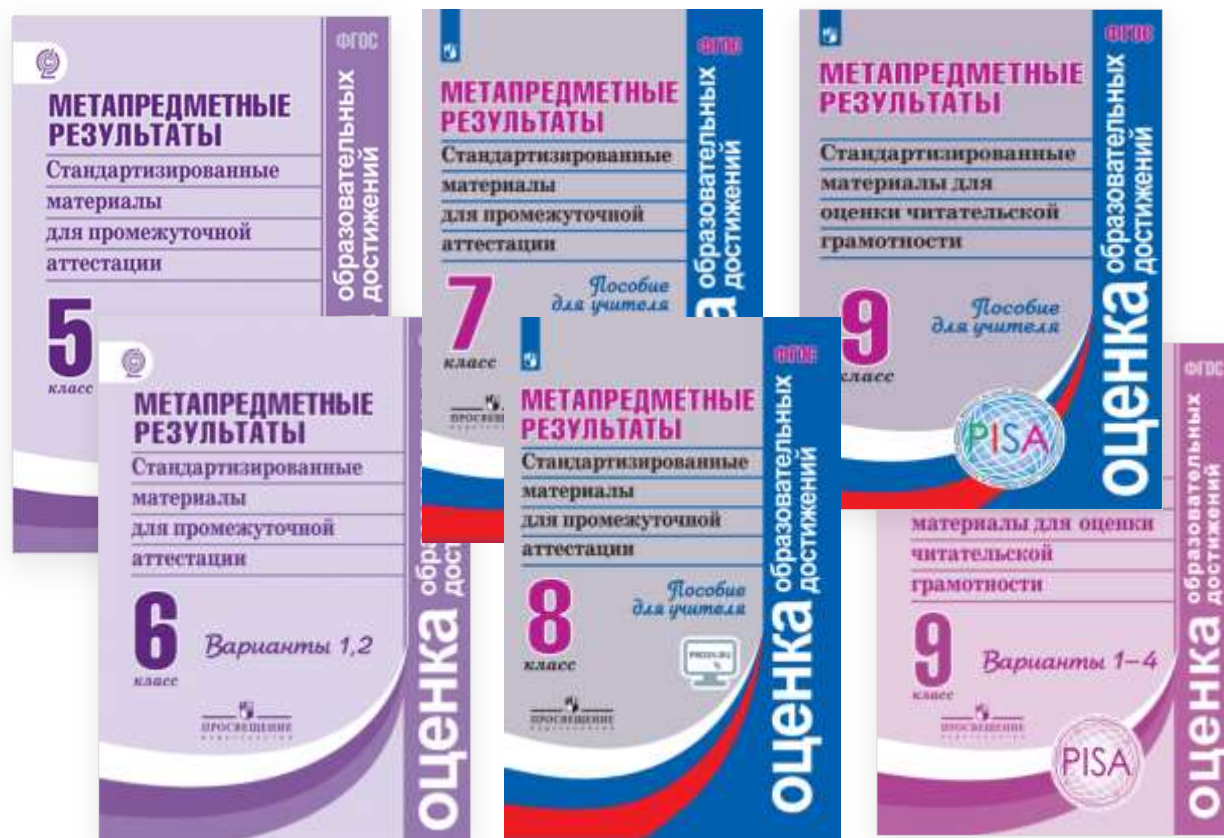 ФГОС
МЕТАПРЕДМЕТНЫЕ
РЕЗУЛЬТАТЫ
Стандартизированные
материалы
для промежуточной
аттестации
5
класс
образовательных
достижений
ФГОС
МЕТАПРЕДМЕТНЫЕ
РЕЗУЛЬТАТЫ
Стандартизированные
материалы
для промежуточной
аттестации
Пособие
для учителя
7
класс
образовательных
достижений
ФГОС
МЕТАПРЕДМЕТНЫЕ
РЕЗУЛЬТАТЫ
Стандартизированные
материалы для
оценки читательской
грамотности
Пособие
для учителя
9
класс
PISA
оценка
образовательных
достижений
МЕТАПРЕДМЕТНЫЕ
РЕЗУЛЬТАТЫ
Стандартизированные
материалы
для промежуточной
аттестации
6
класс
Варианты 1,2
ПРОСВЕЩЕНИЕ
оценка
ФГОС
МЕТАПРЕДМЕТНЫЕ
РЕЗУЛЬТАТЫ
Стандартизированные
материалы
для промежуточной
аттестации
Пособие
для учителя
8
класс
ПРОСВЕЩЕНИЕ
оценка
образовательных
достижений
ФГОС
материалы для оценки
читательской
грамотности
9
класс
Варианты 1–4
ПРОСВЕЩЕНИЕ
PISA
оценка
образовательных
достижений